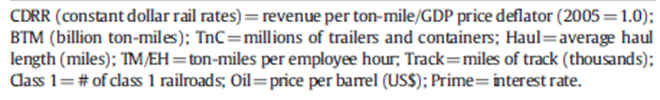 CDRR (constant dollar rail rates)=revenue per ton-mile/GDP price deflator (2005=1.0);
BTM (billion ton-miles); TnC=millions of trailers and containers; Haul=average haul
length (miles); TM/EH=ton-miles per employee hour; Track=miles of track (thousands);
Class 1=# of class 1 railroads; Oil=price per barrel (US$); Prime=interest rate.